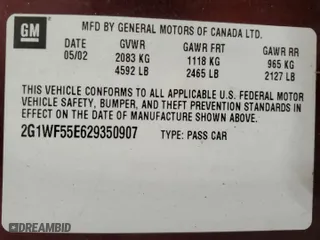 GM
MFD BY GENERAL MOTORS OF CANADA LTD.
DATE GVWR GAWR FRT GAWR RR
05/02 2083 KG 1118 KG 965 KG
4592 LB 2465 LB 2127 LB
THIS VEHICLE CONFORMS TO ALL APPLICABLE U.S. FEDERAL MOTOR
VEHICLE SAFETY, BUMPER, AND THEFT PREVENTION STANDARDS IN
EFFECT ON THE DATE OF MANUFACTURE SHOWN ABOVE.
2G1WF55E629350907 TYPE: PASS CAR
DREAMBID